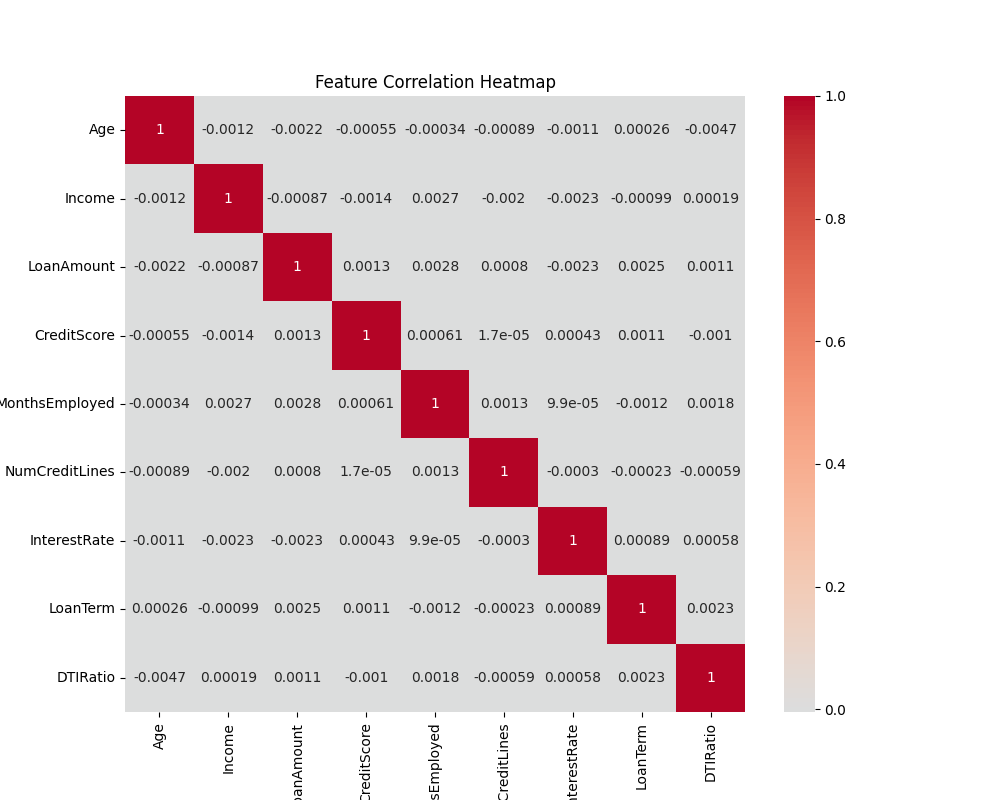 Feature Correlation Heatmap
Age 1 -0.0012 -0.0022 -0.00055 -0.00034 -0.00089 -0.0011 0.00026 -0.0047
Income -0.0012 1 -0.00087 -0.0014 0.0027 -0.002 -0.0023 -0.00099 0.00019
LoanAmount -0.0022 -0.00087 1 0.0013 0.0028 0.0008 -0.0023 0.0025 0.0011
CreditScore -0.00055 -0.0014 0.0013 1 0.00061 1.7e-05 0.00043 0.0011 -0.001
MonthsEmployed -0.00034 0.0027 0.0028 0.00061 1 0.0013 9.9e-05 -0.0012 0.0018
NumCreditLines -0.00089 -0.002 0.0008 1.7e-05 0.0013 1 -0.0003 -0.00023 -0.00059
InterestRate -0.0011 -0.0023 -0.0023 0.00043 9.9e-05 -0.0003 1 0.00089 0.00058
LoanTerm 0.00026 -0.00099 0.0025 0.0011 -0.0012 -0.00023 0.00089 1 0.0023
DTIRatio -0.0047 0.00019 0.0011 -0.001 0.0018 -0.00059 0.00058 0.0023 1
Age
Income
oanAmount
CreditScore
sEmployed
CreditLines
nterestRate
LoanTerm
DTIRatio
1.0
0.8
0.6
0.4
0.2
0.0